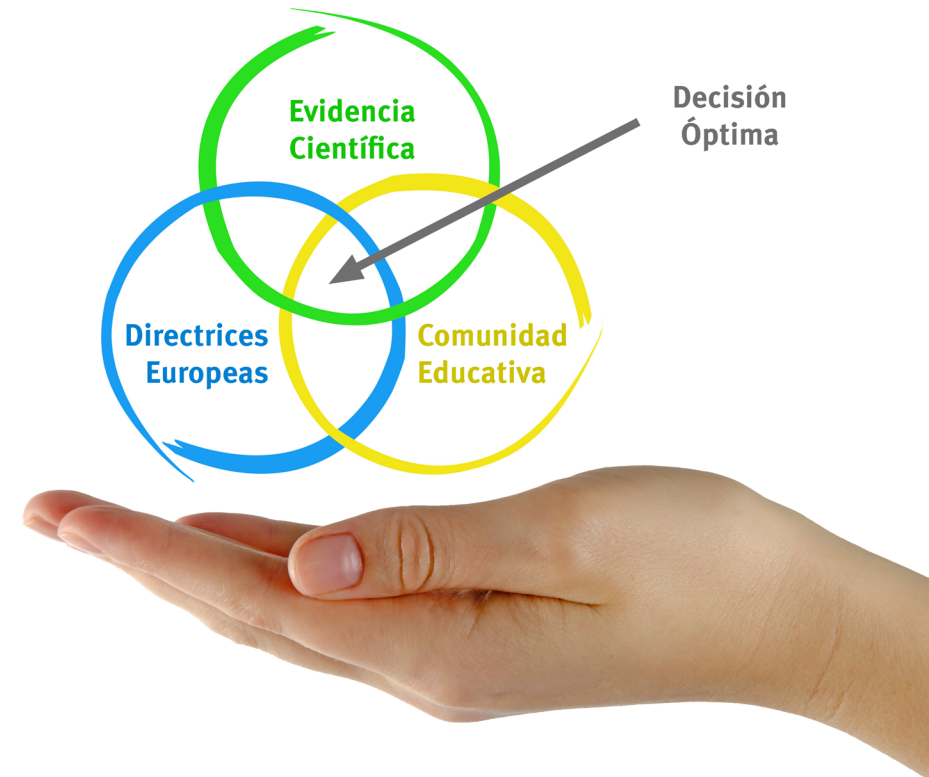 Evidencia
Científica
Decisión
Óptima
Directrices
Europeas
Comunidad
Educativa